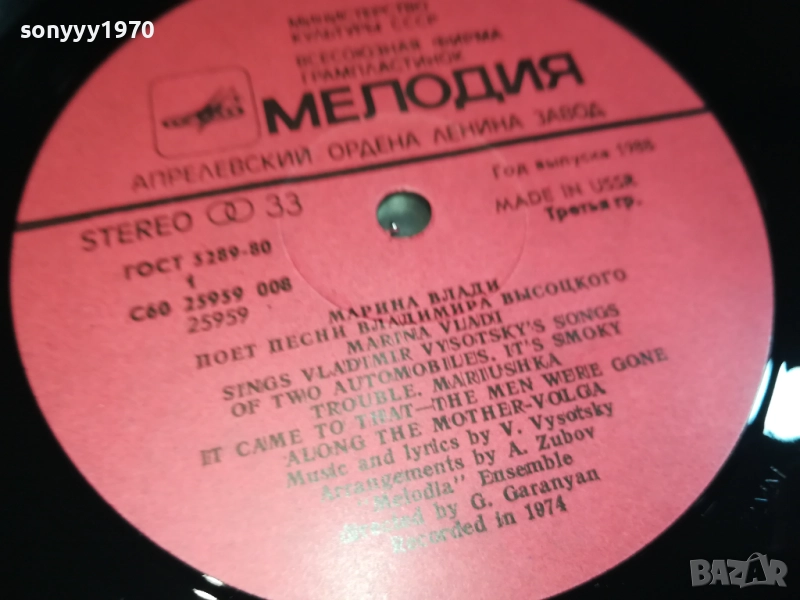 sonyyy1970
МИНИСТЕРСТВО
КУЛЬТУРЫ СССР
ВСЕСОЮЗНАЯ ФИРМА
ГРАМПЛАСТИНОК
МЕЛОДИЯ
АПРЕЛЕВСКИЙ ОРДЕНА ЛЕНИНА ЗАВОД
STEREO 33
Год выпуска 1988
MADE IN USSR
Третья гр.
ГОСТ 5289-80
1
С60 25959 008
25959
МАРИНА ВЛАДИ
ПОЕТ ПЕСНИ ВЛАДИМИРА ВЫСОЦКОГО
MARINA VLADI
SINGS VLADIMIR VYSOTSKY'S SONGS
OF TWO AUTOMOBILES. IT'S SMOKY
TROUBLE. MARIUSHKA
IT CAME TO THAT—THE MEN WERE GONE
ALONG THE MOTHER-VOLGA
Music and lyrics by V. Vysotsky
Arrangements by A. Zubov
"Melodia" Ensemble
directed by G. Garanyan
Recorded in 1974
BAZAR